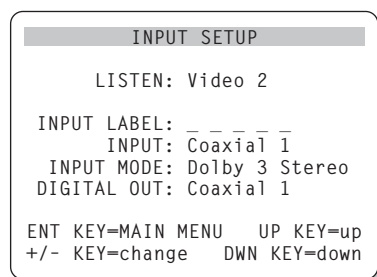 INPUT SETUP
LISTEN: Video 2
INPUT LABEL: _ _ _ _ _
INPUT: Coaxial 1
INPUT MODE: Dolby 3 Stereo
DIGITAL OUT: Coaxial 1
ENT KEY=MAIN MENU UP KEY=up
+/- KEY=change DWN KEY=down